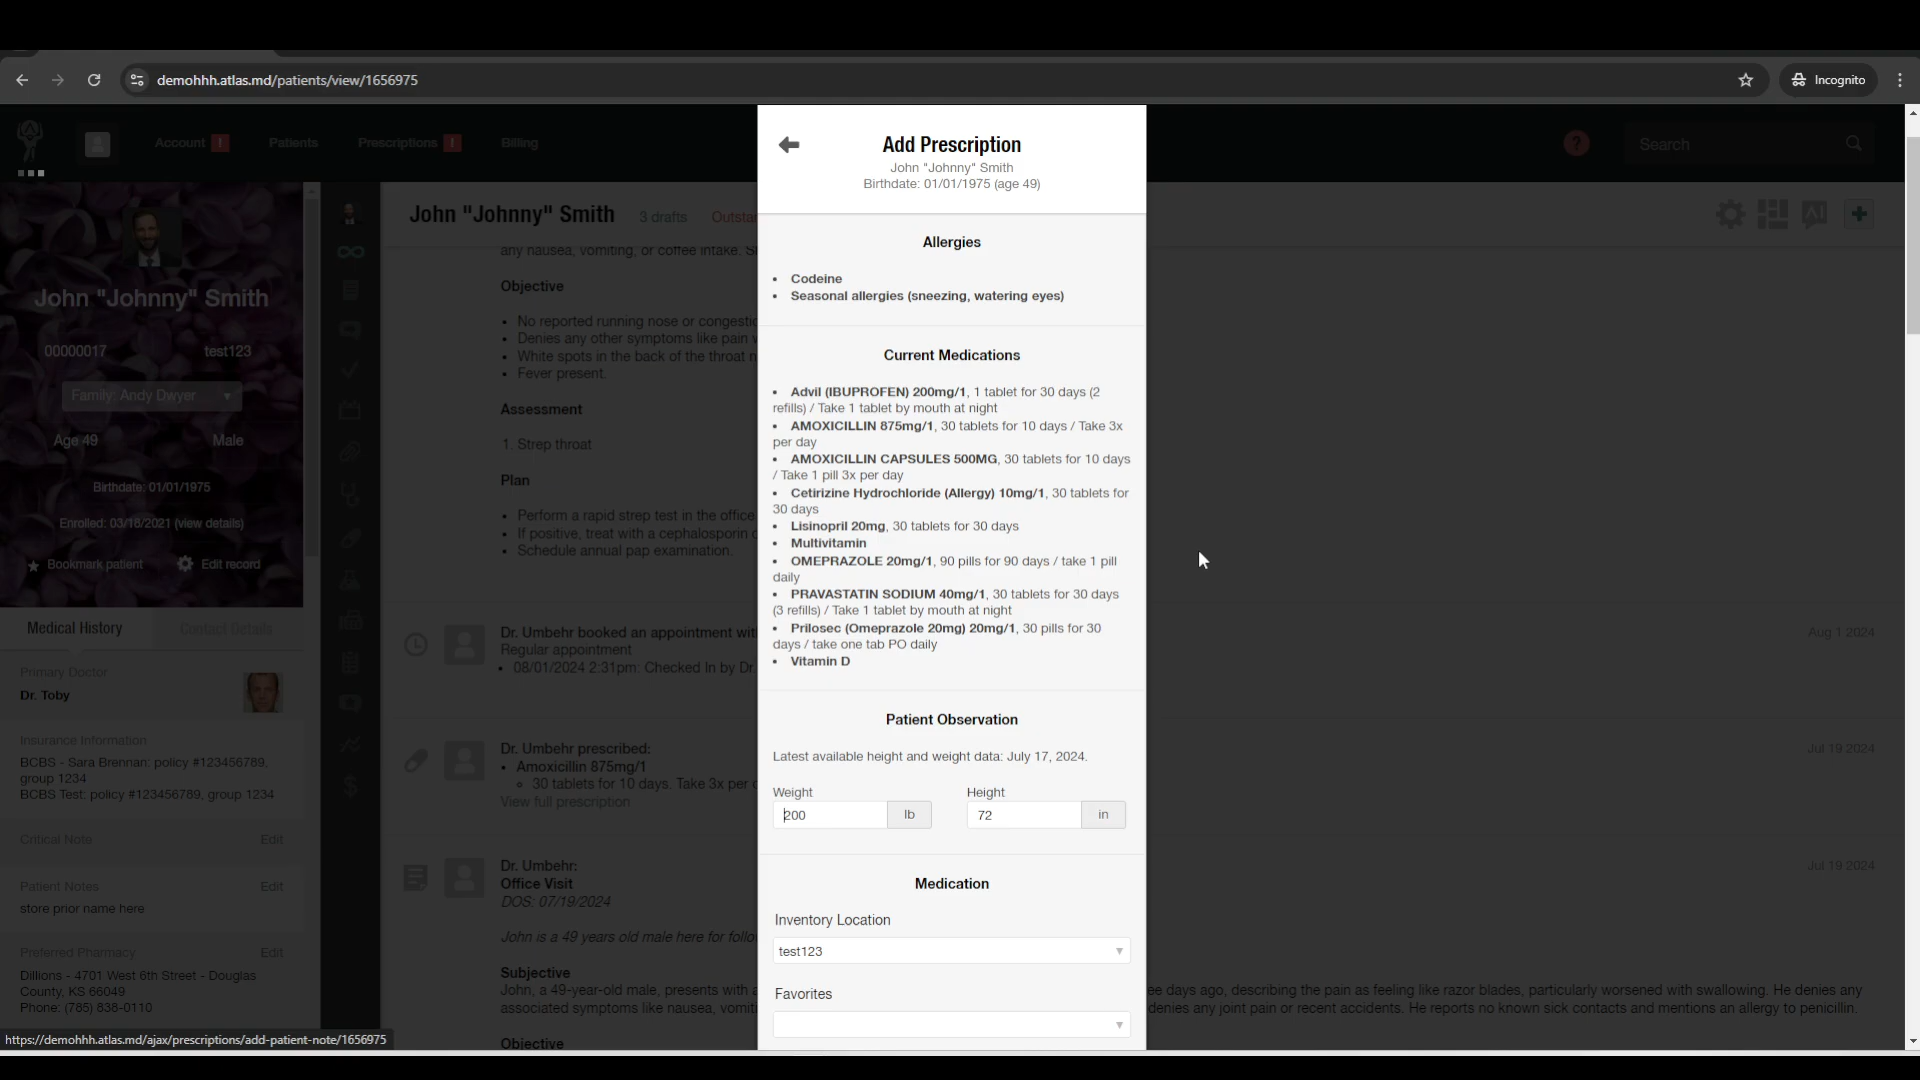 demohhh.atlas.md/patients/view/1656975
Incognito
Account !
Patients
Prescriptions !
Billing
?
Search
John "Johnny" Smith
00000017
test123
Family: Andy Dwyer
Age 49
Male
Birthdate: 01/01/1975
Enrolled: 03/16/2021 (view details)
Bookmark patient
Edit record
Medical History
Contact Details
Primary Doctor
Dr. Toby
Insurance Information
BCBS - Sara Brennan: policy #123456789,
group 1234
BCBS Test: policy #123456789, group 1234
Critical Note
Edit
Patient Notes
Edit
store prior name here
Preferred Pharmacy
Edit
Dillions - 4701 West 6th Street - Douglas
County, KS 66049
Phone: (785) 838-0110
https://demohhh.atlas.md/ajax/prescriptions/add-patient-note/1656975
John "Johnny" Smith
3 drafts
AI
any nausea, vomiting, or coffee intake.
Objective
• No reported running nose or congestio
• Denies any other symptoms like pain
• White spots in the back of the throat
• Fever present.
Assessment
1. Strep throat
Plan
• Perform a rapid strep test in the office
• If positive, treat with a cephalosporin
• Schedule annual pap examination.
Dr. Umbehr booked an appointment wit
Regular appointment
• 08/01/2024 2:31pm: Checked In by Dr.
Aug 1 2024
Dr. Umbehr prescribed:
• Amoxicillin 875mg/1
◦ 30 tablets for 10 days. Take 3x per
View full prescription
Jul 19 2024
Dr. Umbehr:
Office Visit
DOS: 07/19/2024
Jul 19 2024
John is a 49 years old male here for follo
Subjective
John, a 49-year-old male, presents with
ee days ago, describing the pain as feeling like razor blades, particularly worsened with swallowing. He denies any
associated symptoms like nausea, vomiti
denies any joint pain or recent accidents. He reports no known sick contacts and mentions an allergy to penicillin.
Objective
Add Prescription
John "Johnny" Smith
Birthdate: 01/01/1975 (age 49)
Allergies
• Codeine
• Seasonal allergies (sneezing, watering eyes)
Current Medications
• Advil (IBUPROFEN) 200mg/1, 1 tablet for 30 days (2
refills) / Take 1 tablet by mouth at night
• AMOXICILLIN 875mg/1, 30 tablets for 10 days / Take 3x
per day
• AMOXICILLIN CAPSULES 500MG, 30 tablets for 10 days
/ Take 1 pill 3x per day
• Cetirizine Hydrochloride (Allergy) 10mg/1, 30 tablets for
30 days
• Lisinopril 20mg, 30 tablets for 30 days
• Multivitamin
• OMEPRAZOLE 20mg/1, 90 pills for 90 days / take 1 pill
daily
• PRAVASTATIN SODIUM 40mg/1, 30 tablets for 30 days
(3 refills) / Take 1 tablet by mouth at night
• Prilosec (Omeprazole 20mg) 20mg/1, 30 pills for 30
days / take one tab PO daily
• Vitamin D
Patient Observation
Latest available height and weight data: July 17, 2024.
Weight
Height
200 lb
72 in
Medication
Inventory Location
test123
Favorites